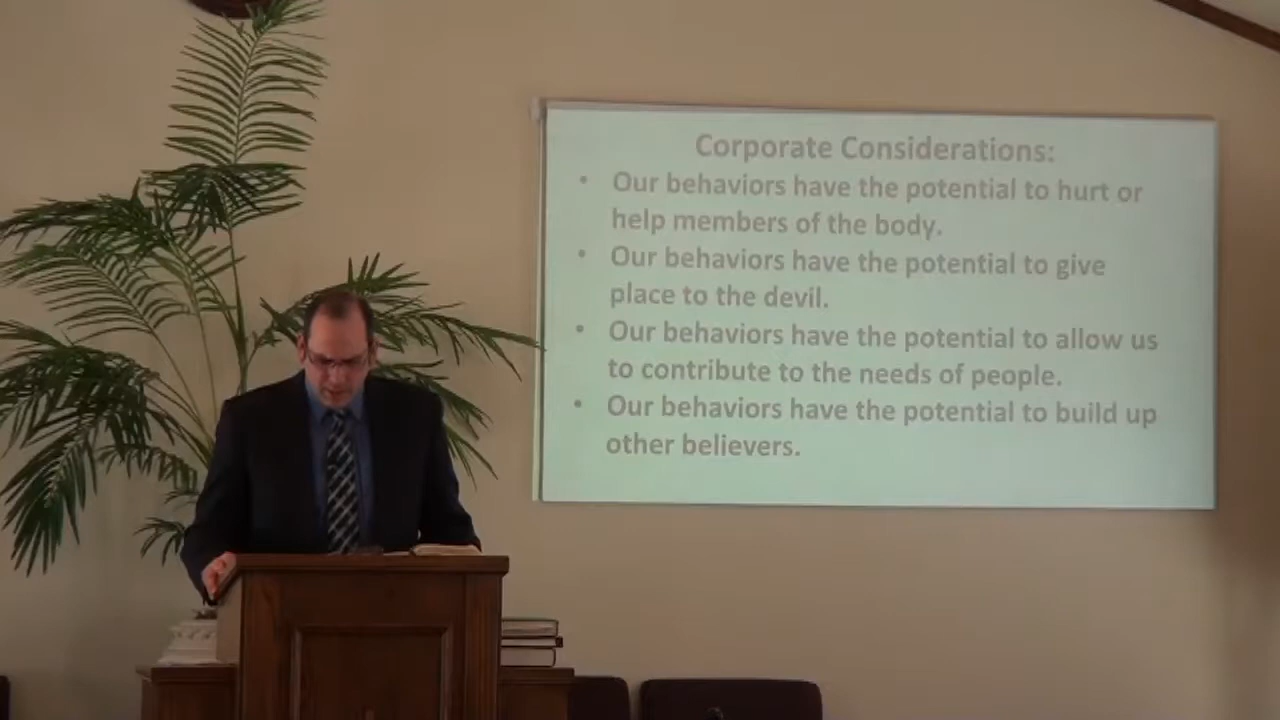 Corporate Considerations:
• Our behaviors have the potential to hurt or
help members of the body.
• Our behaviors have the potential to give
place to the devil.
• Our behaviors have the potential to allow us
to contribute to the needs of people.
• Our behaviors have the potential to build up
other believers.